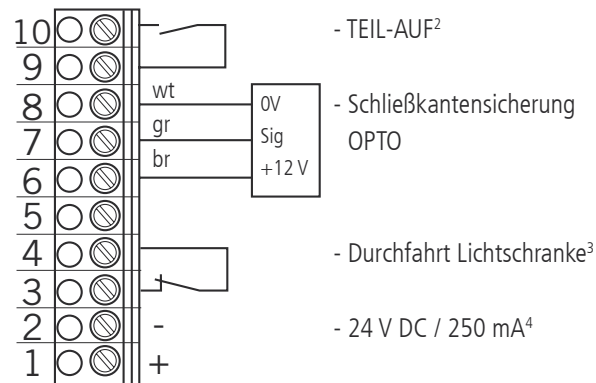 10 - TEIL-AUF²
9
8 wt 0V - Schließkantensicherung
7 gr Sig OPTO
6 br +12 V
5
4 - Durchfahrt Lichtschranke³
3
2 - - 24 V DC / 250 mA⁴
1 +